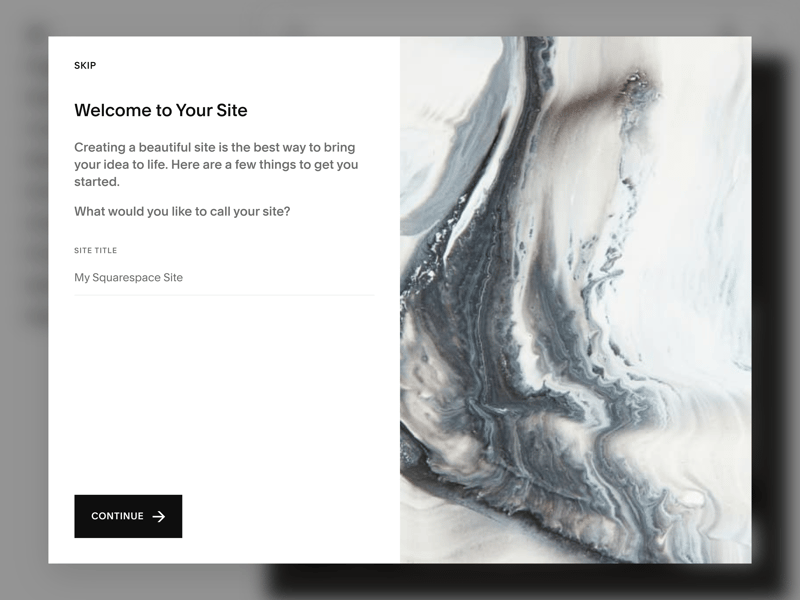 SKIP
Welcome to Your Site
Creating a beautiful site is the best way to bring
your idea to life. Here are a few things to get you
started.
What would you like to call your site?
SITE TITLE
My Squarespace Site
CONTINUE